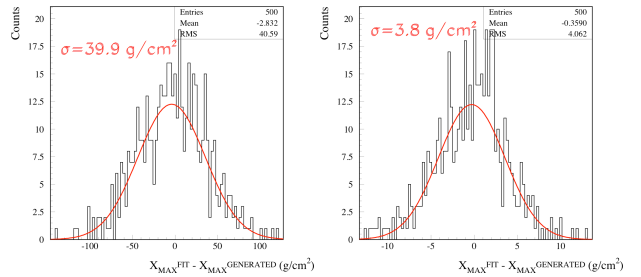 Entries 500
Mean -2.832
RMS 40.59
σ=39.9 g/cm²
Counts
20
17.5
15
12.5
10
7.5
5
2.5
0
-100 -50 0 50 100
X_MAX^FIT - X_MAX^GENERATED (g/cm²)
Entries 500
Mean -0.3590
RMS 4.062
σ=3.8 g/cm²
Counts
20
17.5
15
12.5
10
7.5
5
2.5
0
-10 -5 0 5 10
X_MAX^FIT - X_MAX^GENERATED (g/cm²)